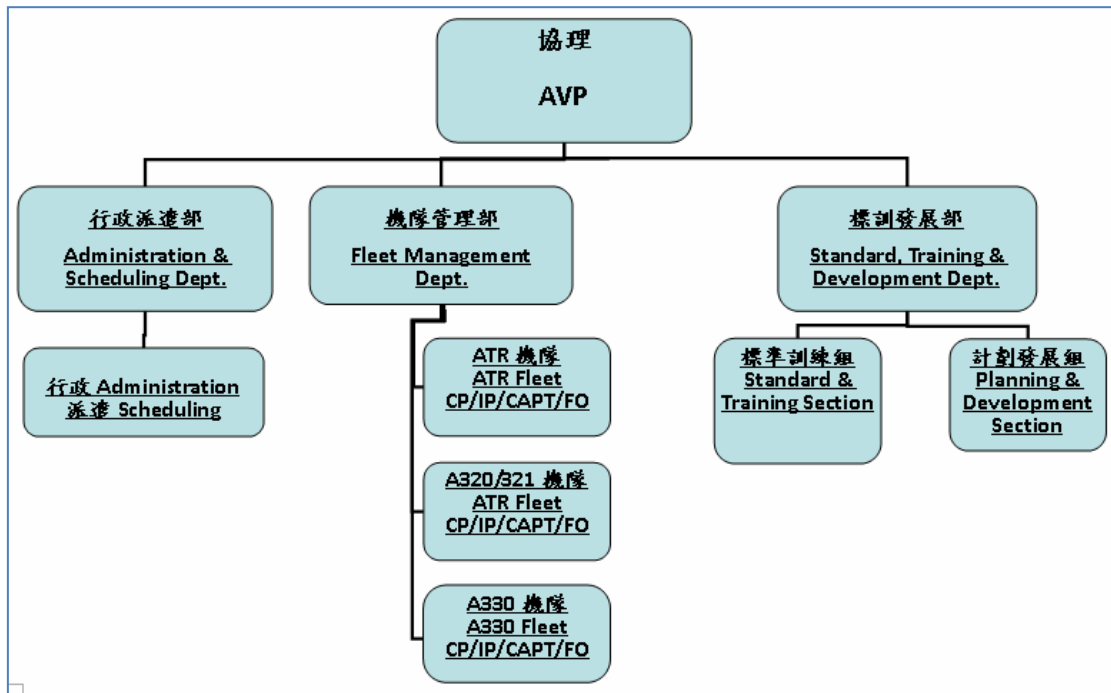 協理
AVP
行政派遣部
Administration &
Scheduling Dept.
機隊管理部
Fleet Management
Dept.
標訓發展部
Standard, Training &
Development Dept.
行政 Administration
派遣 Scheduling
ATR 機隊
ATR Fleet
CP/IP/CAPT/FO
A320/321 機隊
ATR Fleet
CP/IP/CAPT/FO
A330 機隊
A330 Fleet
CP/IP/CAPT/FO
標準訓練組
Standard &
Training Section
計劃發展組
Planning &
Development
Section